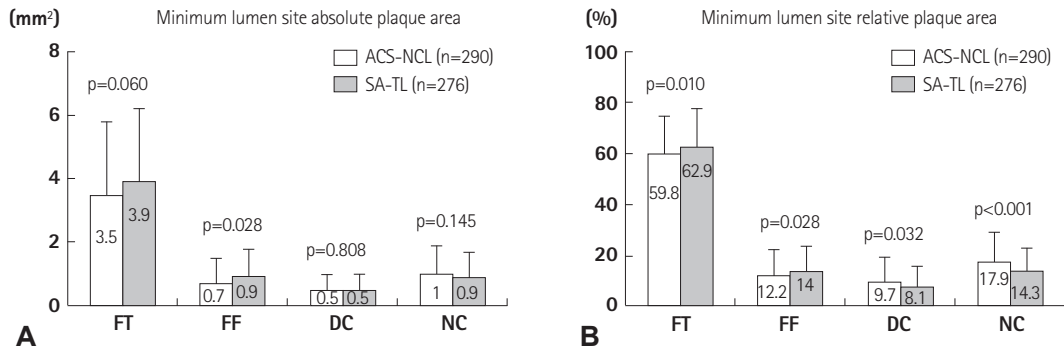 (mm²) Minimum lumen site absolute plaque area
ACS-NCL (n=290)
SA-TL (n=276)
8
6
4
2
0
p=0.060
p=0.028
p=0.808
p=0.145
3.5
3.9
0.7
0.9
0.5
0.5
1
0.9
FT FF DC NC
A
(%) Minimum lumen site relative plaque area
ACS-NCL (n=290)
SA-TL (n=276)
100
80
60
40
20
0
p=0.010
p=0.028
p=0.032
p<0.001
59.8
62.9
12.2
14
9.7
8.1
17.9
14.3
FT FF DC NC
B